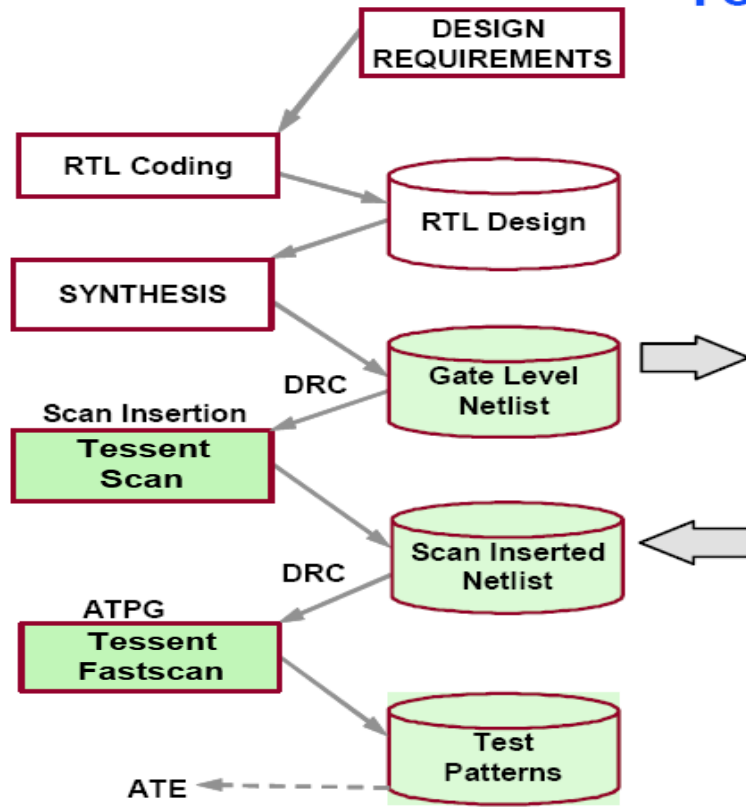 DESIGN
REQUIREMENTS
RTL Coding
RTL Design
SYNTHESIS
Gate Level
Netlist
DRC
Scan Insertion
Tessent
Scan
Scan Inserted
Netlist
DRC
ATPG
Tessent
Fastscan
Test
Patterns
ATE